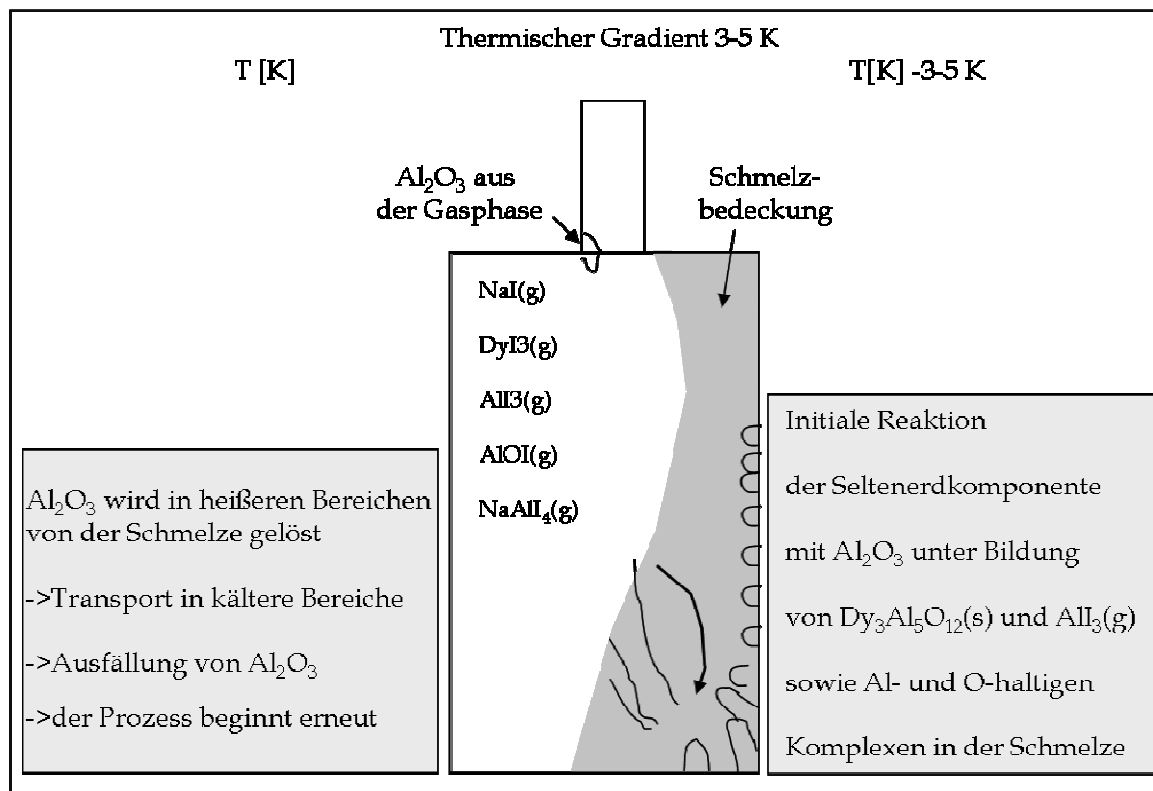 Thermischer Gradient 3-5 K
T [K]
T[K] -3-5 K
Al₂O₃ aus
der Gasphase
Schmelz-
bedeckung
NaI(g)
DyI3(g)
AlI3(g)
AlOI(g)
NaAlI₄(g)
Al₂O₃ wird in heißeren Bereichen
von der Schmelze gelöst
->Transport in kältere Bereiche
->Ausfällung von Al₂O₃
->der Prozess beginnt erneut
Initiale Reaktion
der Seltenerdkomponente
mit Al₂O₃ unter Bildung
von Dy₃Al₅O₁₂(s) und AlI₃(g)
sowie Al- und O-haltigen
Komplexen in der Schmelze